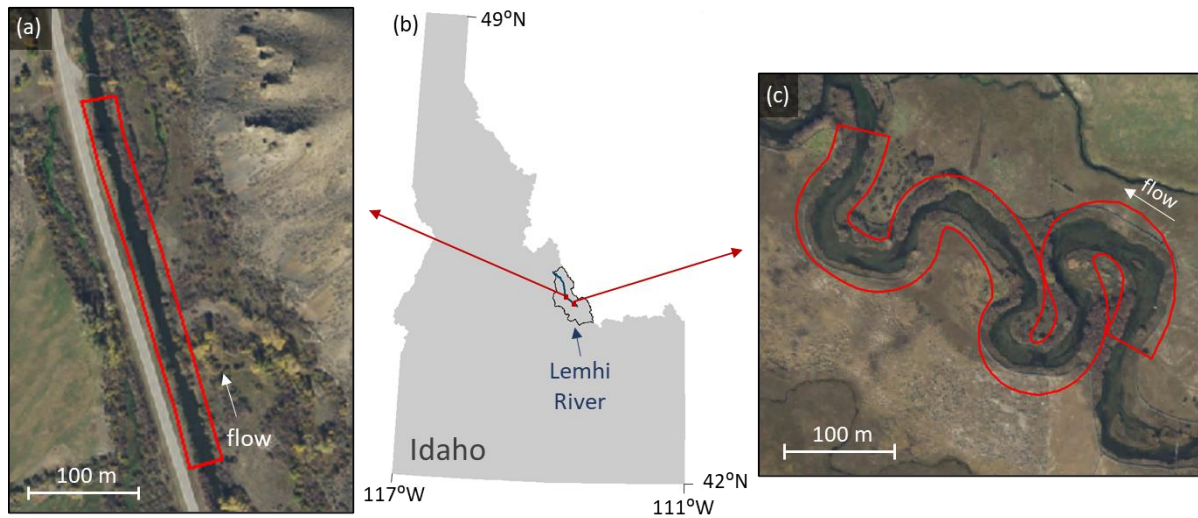 (a)
flow
100 m
(b)
49°N
Lemhi
River
Idaho
117°W
42°N
111°W
(c)
flow
100 m